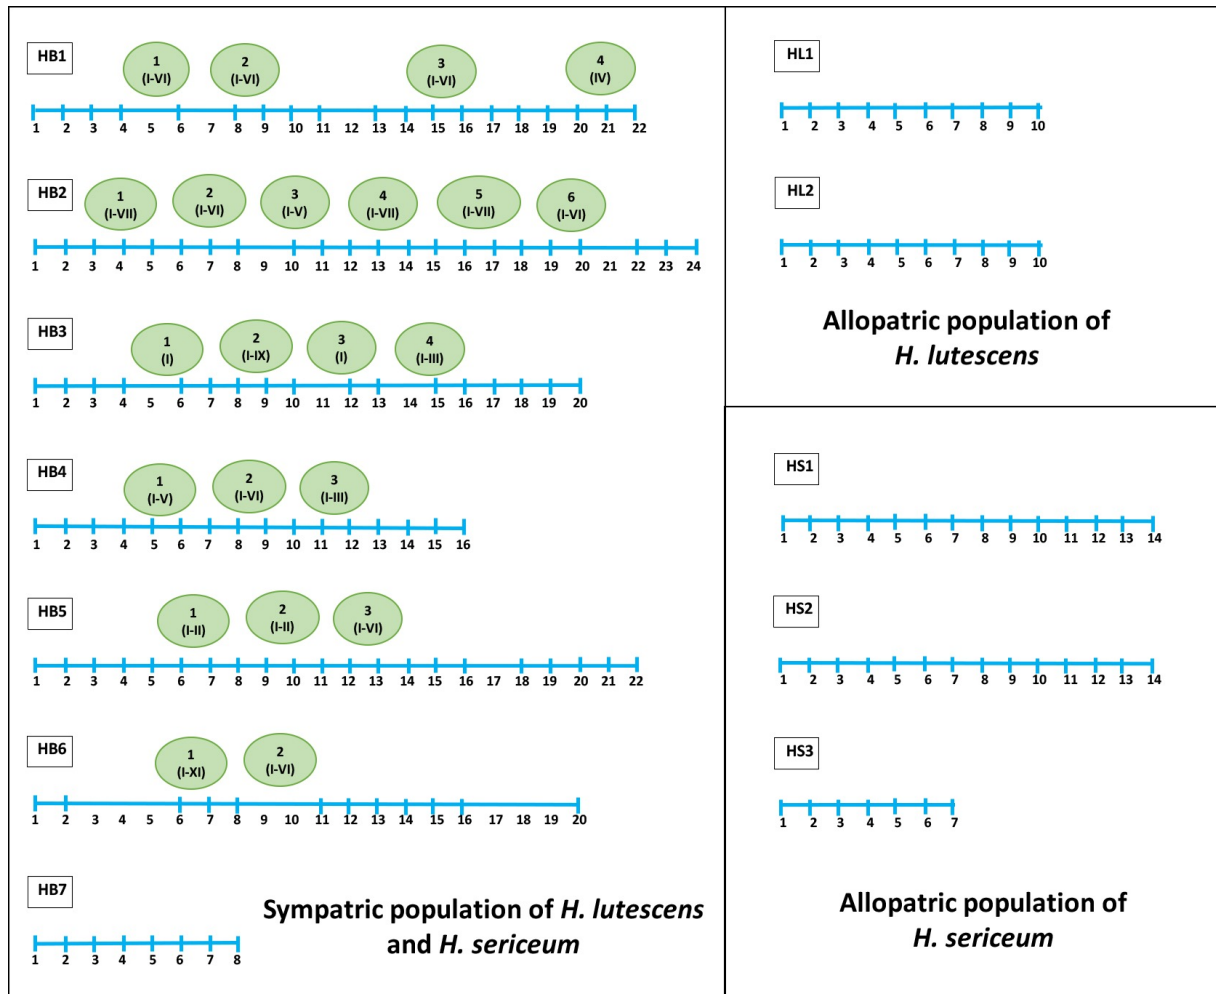 HB1
1
(I-VI)
2
(I-VI)
3
(I-VI)
4
(IV)
1 2 3 4 5 6 7 8 9 10 11 12 13 14 15 16 17 18 19 20 21 22
HB2
1
(I-VII)
2
(I-VI)
3
(I-V)
4
(I-VII)
5
(I-VII)
6
(I-VI)
1 2 3 4 5 6 7 8 9 10 11 12 13 14 15 16 17 18 19 20 21 22 23 24
HB3
1
(I)
2
(I-IX)
3
(I)
4
(I-III)
1 2 3 4 5 6 7 8 9 10 11 12 13 14 15 16 17 18 19 20
HB4
1
(I-V)
2
(I-VI)
3
(I-III)
1 2 3 4 5 6 7 8 9 10 11 12 13 14 15 16
HB5
1
(I-II)
2
(I-II)
3
(I-VI)
1 2 3 4 5 6 7 8 9 10 11 12 13 14 15 16 17 18 19 20 21 22
HB6
1
(I-XI)
2
(I-VI)
1 2 3 4 5 6 7 8 9 10 11 12 13 14 15 16 17 18 19 20
HB7
1 2 3 4 5 6 7 8
Sympatric population of H. lutescens
and H. sericeum
HL1
1 2 3 4 5 6 7 8 9 10
HL2
1 2 3 4 5 6 7 8 9 10
Allopatric population of
H. lutescens
HS1
1 2 3 4 5 6 7 8 9 10 11 12 13 14
HS2
1 2 3 4 5 6 7 8 9 10 11 12 13 14
HS3
1 2 3 4 5 6 7
Allopatric population of
H. sericeum